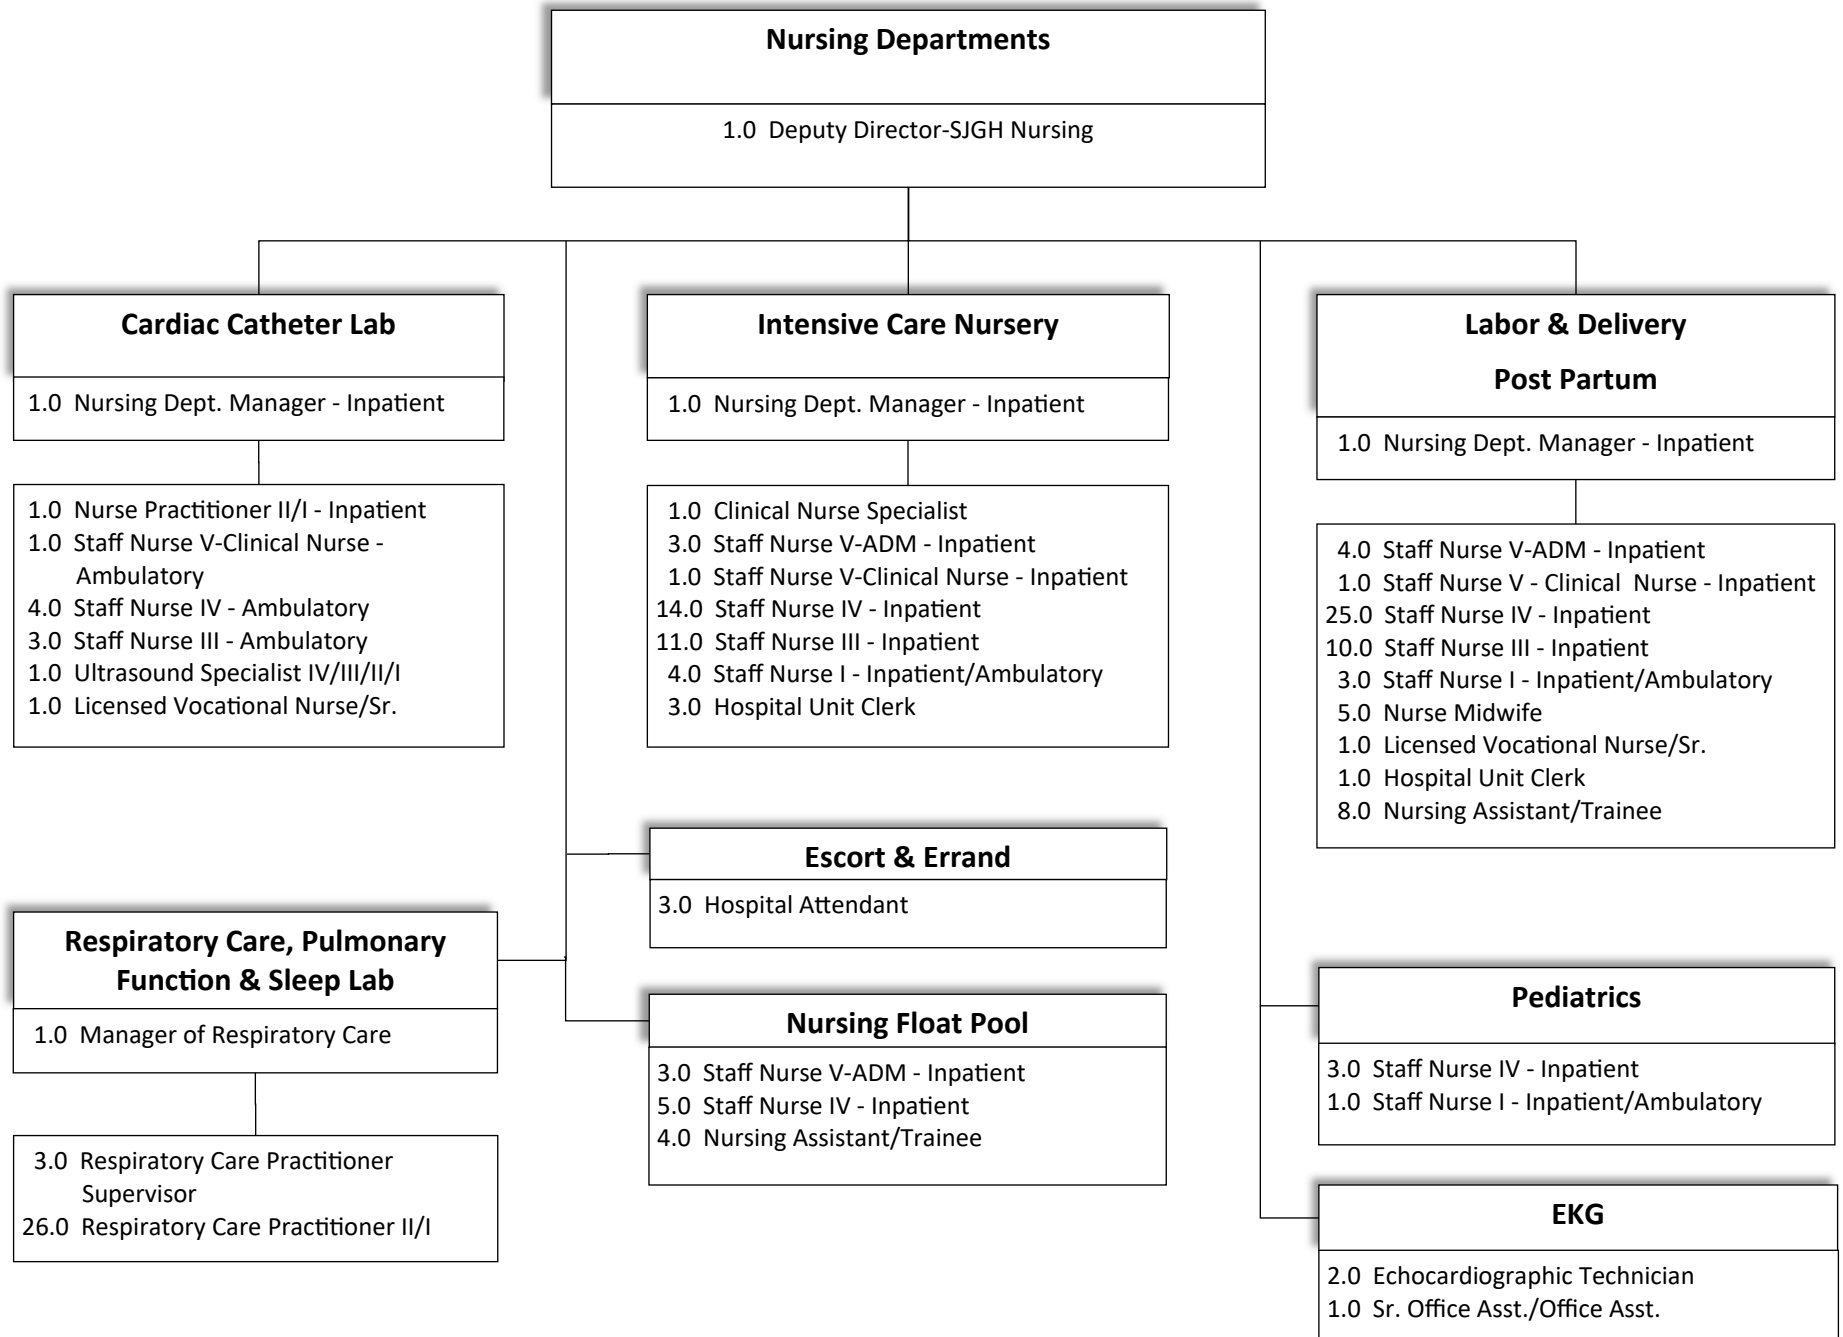 Nursing Departments
1.0 Deputy Director-SJGH Nursing
Cardiac Catheter Lab
1.0 Nursing Dept. Manager - Inpatient
1.0 Nurse Practitioner II/I - Inpatient
1.0 Staff Nurse V-Clinical Nurse -
Ambulatory
4.0 Staff Nurse IV - Ambulatory
3.0 Staff Nurse III - Ambulatory
1.0 Ultrasound Specialist IV/III/II/I
1.0 Licensed Vocational Nurse/Sr.
Intensive Care Nursery
1.0 Nursing Dept. Manager - Inpatient
1.0 Clinical Nurse Specialist
3.0 Staff Nurse V-ADM - Inpatient
1.0 Staff Nurse V-Clinical Nurse - Inpatient
14.0 Staff Nurse IV - Inpatient
11.0 Staff Nurse III - Inpatient
4.0 Staff Nurse I - Inpatient/Ambulatory
3.0 Hospital Unit Clerk
Labor & Delivery
Post Partum
1.0 Nursing Dept. Manager - Inpatient
4.0 Staff Nurse V-ADM - Inpatient
1.0 Staff Nurse V - Clinical Nurse - Inpatient
25.0 Staff Nurse IV - Inpatient
10.0 Staff Nurse III - Inpatient
3.0 Staff Nurse I - Inpatient/Ambulatory
5.0 Nurse Midwife
1.0 Licensed Vocational Nurse/Sr.
1.0 Hospital Unit Clerk
8.0 Nursing Assistant/Trainee
Escort & Errand
3.0 Hospital Attendant
Respiratory Care, Pulmonary
Function & Sleep Lab
1.0 Manager of Respiratory Care
3.0 Respiratory Care Practitioner
Supervisor
26.0 Respiratory Care Practitioner II/I
Nursing Float Pool
3.0 Staff Nurse V-ADM - Inpatient
5.0 Staff Nurse IV - Inpatient
4.0 Nursing Assistant/Trainee
Pediatrics
3.0 Staff Nurse IV - Inpatient
1.0 Staff Nurse I - Inpatient/Ambulatory
EKG
2.0 Echocardiographic Technician
1.0 Sr. Office Asst./Office Asst.